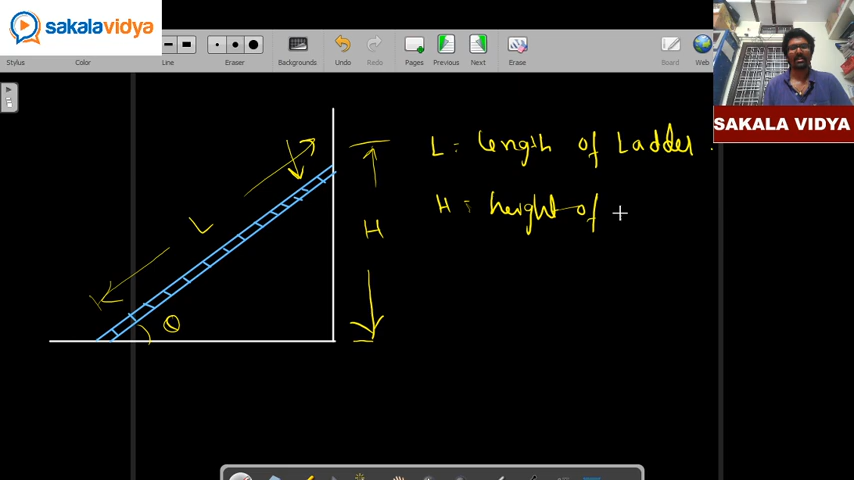 sakalavidya
Stylus Color Line Eraser Backgrounds Undo Redo Pages Previous Next Erase Board Web
SAKALA VIDYA
L = length of Ladder .
H = height of
L
H
θ